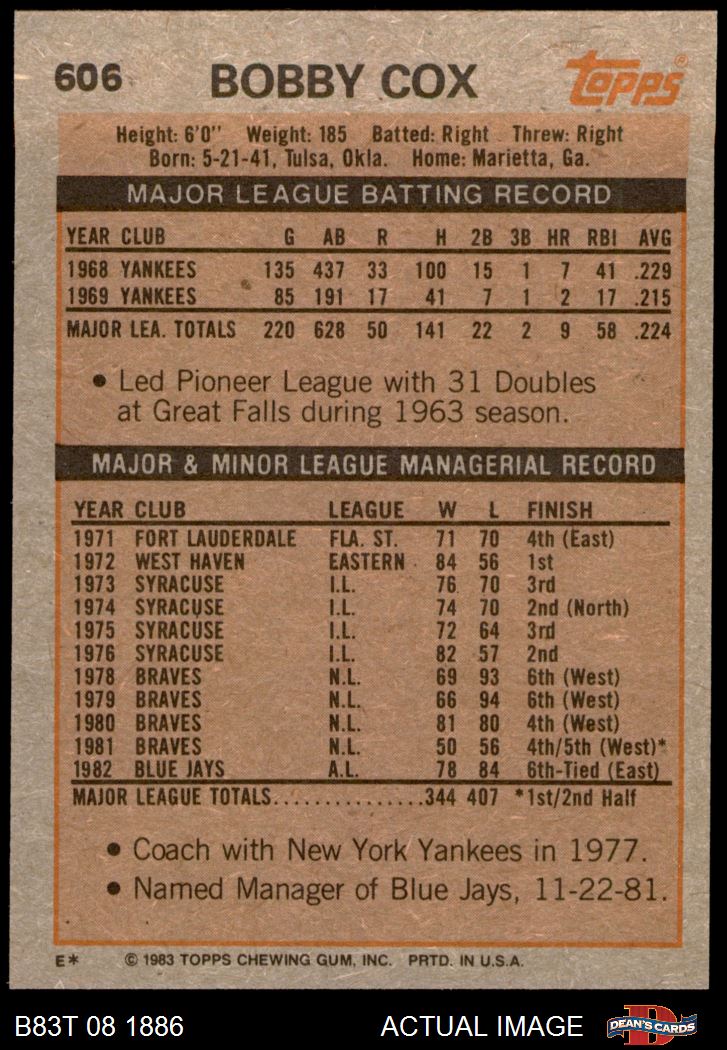 606 BOBBY COX topps®
Height: 6'0" Weight: 185 Batted: Right Threw: Right
Born: 5-21-41, Tulsa, Okla. Home: Marietta, Ga.
MAJOR LEAGUE BATTING RECORD
YEAR CLUB G AB R H 2B 3B HR RBI AVG
1968 YANKEES 135 437 33 100 15 1 7 41 .229
1969 YANKEES 85 191 17 41 7 1 2 17 .215
MAJOR LEA. TOTALS 220 628 50 141 22 2 9 58 .224
• Led Pioneer League with 31 Doubles
at Great Falls during 1963 season.
MAJOR & MINOR LEAGUE MANAGERIAL RECORD
YEAR CLUB LEAGUE W L FINISH
1971 FORT LAUDERDALE FLA. ST. 71 70 4th (East)
1972 WEST HAVEN EASTERN 84 56 1st
1973 SYRACUSE I.L. 76 70 3rd
1974 SYRACUSE I.L. 74 70 2nd (North)
1975 SYRACUSE I.L. 72 64 3rd
1976 SYRACUSE I.L. 82 57 2nd
1978 BRAVES N.L. 69 93 6th (West)
1979 BRAVES N.L. 66 94 6th (West)
1980 BRAVES N.L. 81 80 4th (West)
1981 BRAVES N.L. 50 56 4th/5th (West)*
1982 BLUE JAYS A.L. 78 84 6th-Tied (East)
MAJOR LEAGUE TOTALS...............344 407 *1st/2nd Half
• Coach with New York Yankees in 1977.
• Named Manager of Blue Jays, 11-22-81.
E* © 1983 TOPPS CHEWING GUM, INC. PRTD. IN U.S.A.
B83T 08 1886 ACTUAL IMAGE D DEAN'S CARDS